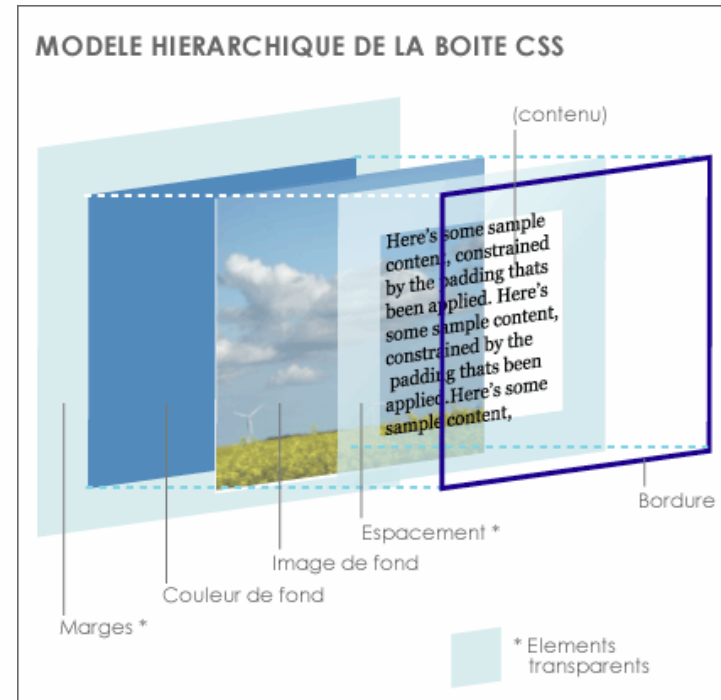 MODELE HIERARCHIQUE DE LA BOITE CSS
(contenu)
Here's some sample
content, constrained
by the padding thats
been applied. Here's
some sample content,
constrained by the
padding thats been
applied.Here's some
sample content,
Bordure
Espacement *
Image de fond
Couleur de fond
Marges *
* Elements
transparents